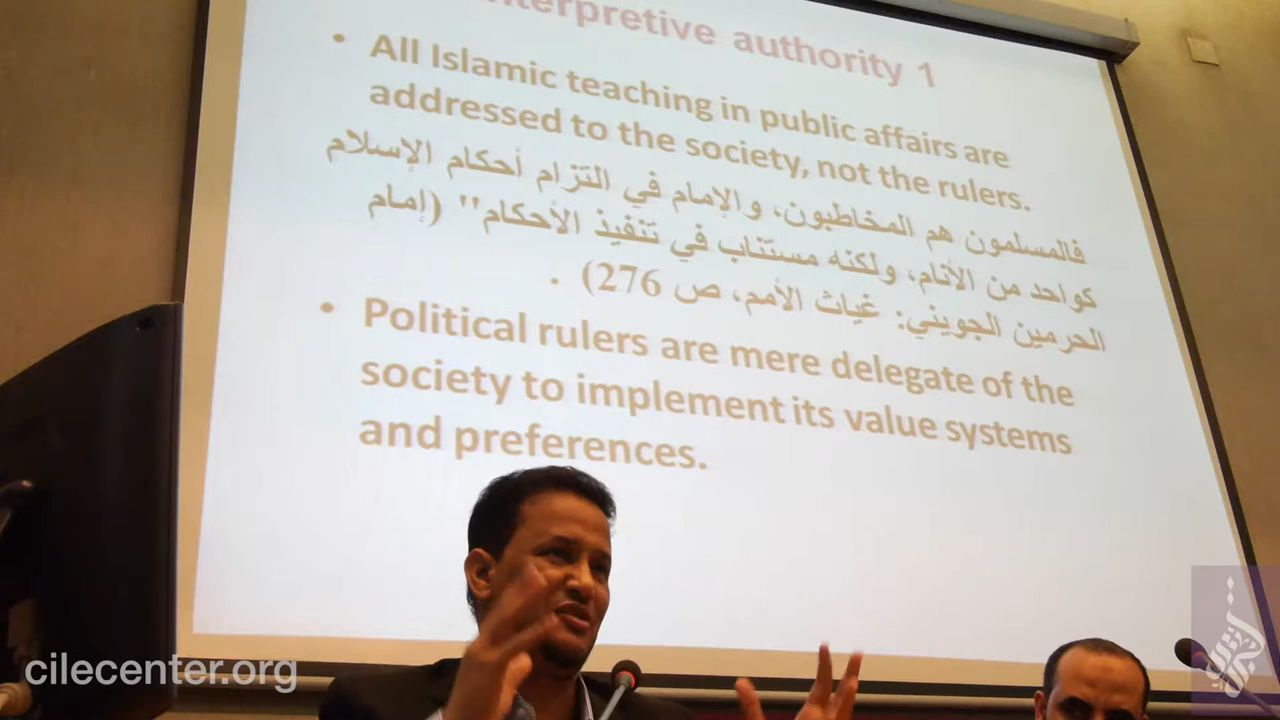 nterpretive authority 1
• All Islamic teaching in public affairs are
addressed to the society, not the rulers.
فالمسلمون هم المخاطبون، والإمام في التزام أحكام الإسلام
كواحد من الأنام، ولكنه مستناب في تنفيذ الأحكام" (إمام
الحرمين الجويني: غياث الأمم، ص 276) .
• Political rulers are mere delegate of the
society to implement its value systems
and preferences.
cilecenter.org